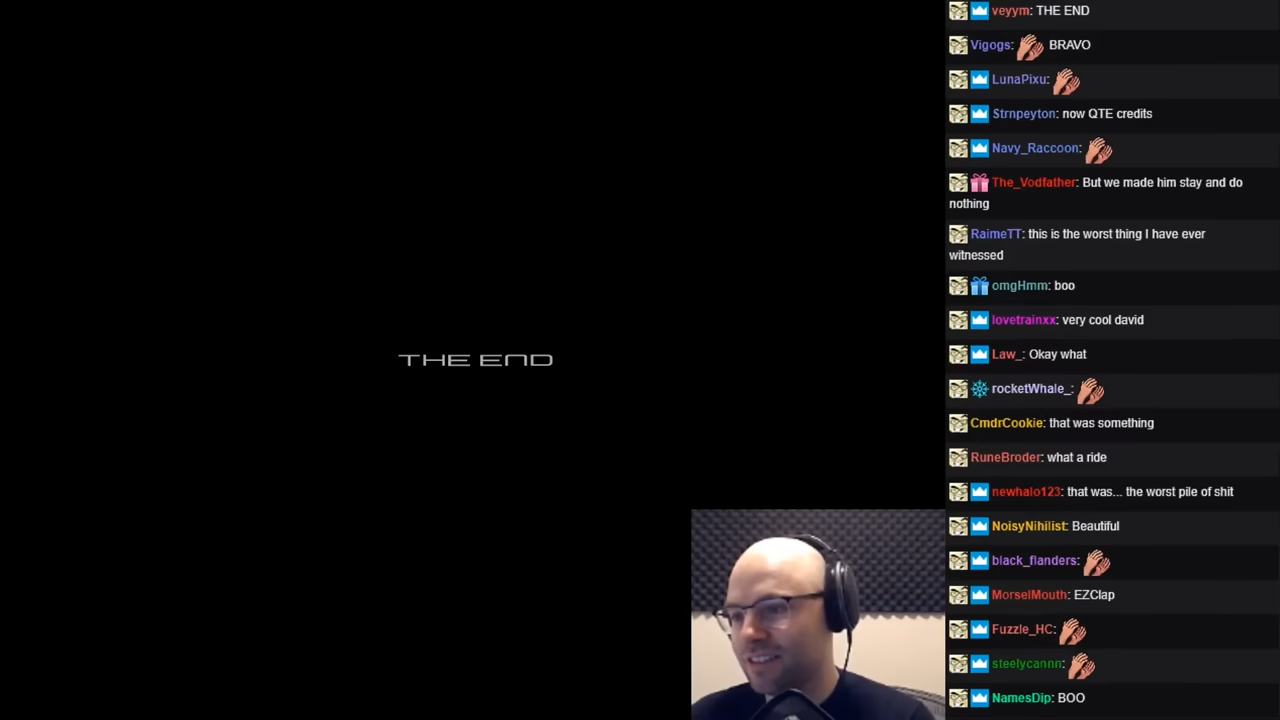 THE END
veyym: THE END
Vigogs: BRAVO
LunaPixu:
Strnpeyton: now QTE credits
Navy_Raccoon:
The_Vodfather: But we made him stay and do
nothing
RaimeTT: this is the worst thing I have ever
witnessed
omgHmm: boo
lovetrainxx: very cool david
Law_: Okay what
rocketWhale_:
CmdrCookie: that was something
RuneBroder: what a ride
newhalo123: that was... the worst pile of shit
NoisyNihilist: Beautiful
black_flanders:
MorselMouth: EZClap
Fuzzle_HC:
steelycannn:
NamesDip: BOO